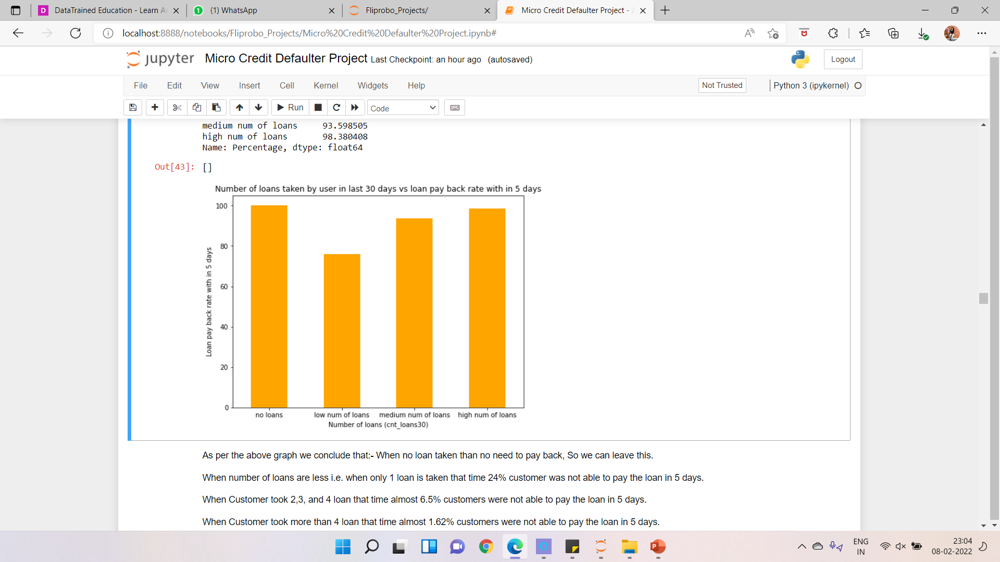 DataTrained Education - Learn A
(1) WhatsApp
Fliprobo_Projects/
Micro Credit Defaulter Project - J
localhost:8888/notebooks/Fliprobo_Projects/Micro%20Credit%20Defaulter%20Project.ipynb#
jupyter Micro Credit Defaulter Project Last Checkpoint: an hour ago (autosaved)
Logout
File Edit View Insert Cell Kernel Widgets Help
Not Trusted
Python 3 (ipykernel)
Run
Code
medium num of loans 93.598505
high num of loans 98.380408
Name: Percentage, dtype: float64
Out[43]: []
Number of loans taken by user in last 30 days vs loan pay back rate with in 5 days
Loan pay back rate with in 5 days
100
80
60
40
20
0
no loans low num of loans medium num of loans high num of loans
Number of loans (cnt_loans30)
As per the above graph we conclude that:- When no loan taken than no need to pay back, So we can leave this.
When number of loans are less i.e. when only 1 loan is taken that time 24% customer was not able to pay the loan in 5 days.
When Customer took 2,3, and 4 loan that time almost 6.5% customers were not able to pay the loan in 5 days.
When Customer took more than 4 loan that time almost 1.62% customers were not able to pay the loan in 5 days.
ENG
IN
23:04
08-02-2022